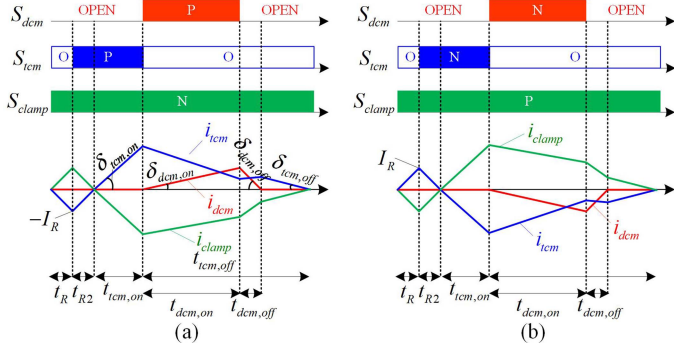 OPEN P OPEN
S_dcm
S_tcm O P O
S_clamp N
δ_tcm,on δ_dcm,on i_tcm δ_dcm,off δ_tcm,off
−I_R i_dcm
i_clamp
t_tcm,off
t_R t_R2 t_tcm,on t_dcm,on t_dcm,off
(a)
OPEN N OPEN
S_dcm
S_tcm O N O
S_clamp P
i_clamp
I_R
i_tcm i_dcm
t_R t_R2 t_tcm,on t_dcm,on t_dcm,off
(b)